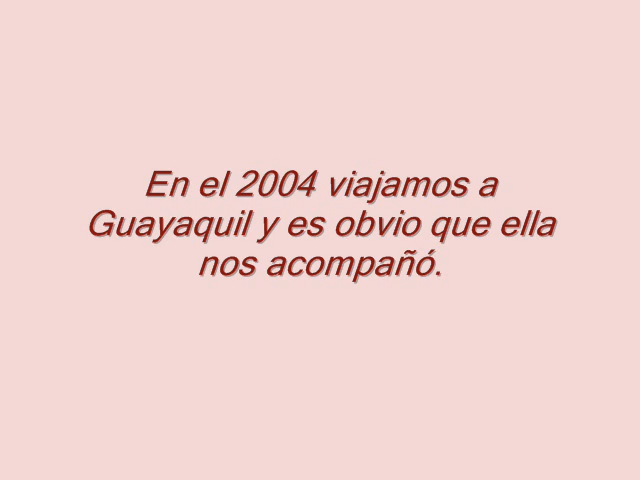 En el 2004 viajamos a
Guayaquil y es obvio que ella
nos acompañó.